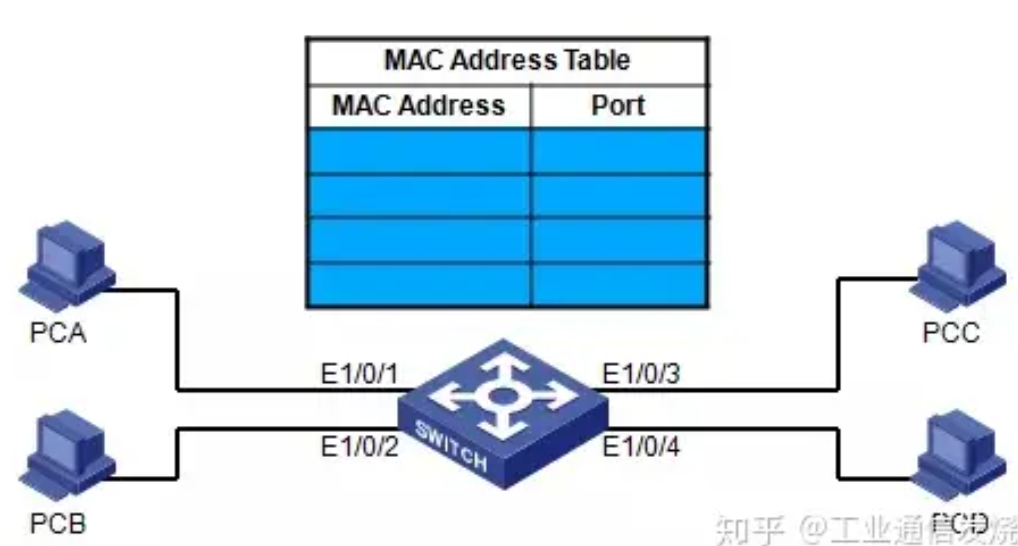 MAC Address Table
MAC Address Port
PCA
PCC
E1/0/1 E1/0/3
SWITCH
E1/0/2 E1/0/4
PCB
PCD
知乎 @工业通信发烧